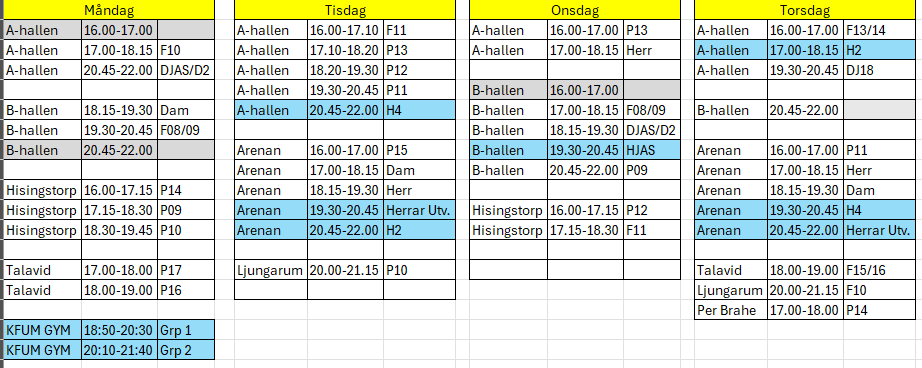 Måndag
A-hallen 16.00-17.00
A-hallen 17.00-18.15 F10
A-hallen 20.45-22.00 DJAS/D2
B-hallen 18.15-19.30 Dam
B-hallen 19.30-20.45 F08/09
B-hallen 20.45-22.00
Hisingstorp 16.00-17.15 P14
Hisingstorp 17.15-18.30 P09
Hisingstorp 18.30-19.45 P10
Talavid 17.00-18.00 P17
Talavid 18.00-19.00 P16
KFUM GYM 18:50-20:30 Grp 1
KFUM GYM 20:10-21:40 Grp 2
Tisdag
A-hallen 16.00-17.10 F11
A-hallen 17.10-18.20 P13
A-hallen 18.20-19.30 P12
A-hallen 19.30-20.45 P11
A-hallen 20.45-22.00 H4
Arenan 16.00-17.00 P15
Arenan 17.00-18.15 Dam
Arenan 18.15-19.30 Herr
Arenan 19.30-20.45 Herrar Utv.
Arenan 20.45-22.00 H2
Ljungarum 20.00-21.15 P10
Onsdag
A-hallen 16.00-17.00 P13
A-hallen 17.00-18.15 Herr
B-hallen 16.00-17.00
B-hallen 17.00-18.15 F08/09
B-hallen 18.15-19.30 DJAS/D2
B-hallen 19.30-20.45 HJAS
B-hallen 20.45-22.00 P09
Hisingstorp 16.00-17.15 P12
Hisingstorp 17.15-18.30 F11
Torsdag
A-hallen 16.00-17.00 F13/14
A-hallen 17.00-18.15 H2
A-hallen 19.30-20.45 DJ18
B-hallen 20.45-22.00
Arenan 16.00-17.00 P11
Arenan 17.00-18.15 Herr
Arenan 18.15-19.30 Dam
Arenan 19.30-20.45 H4
Arenan 20.45-22.00 Herrar Utv.
Talavid 18.00-19.00 F15/16
Ljungarum 20.00-21.15 F10
Per Brahe 17.00-18.00 P14